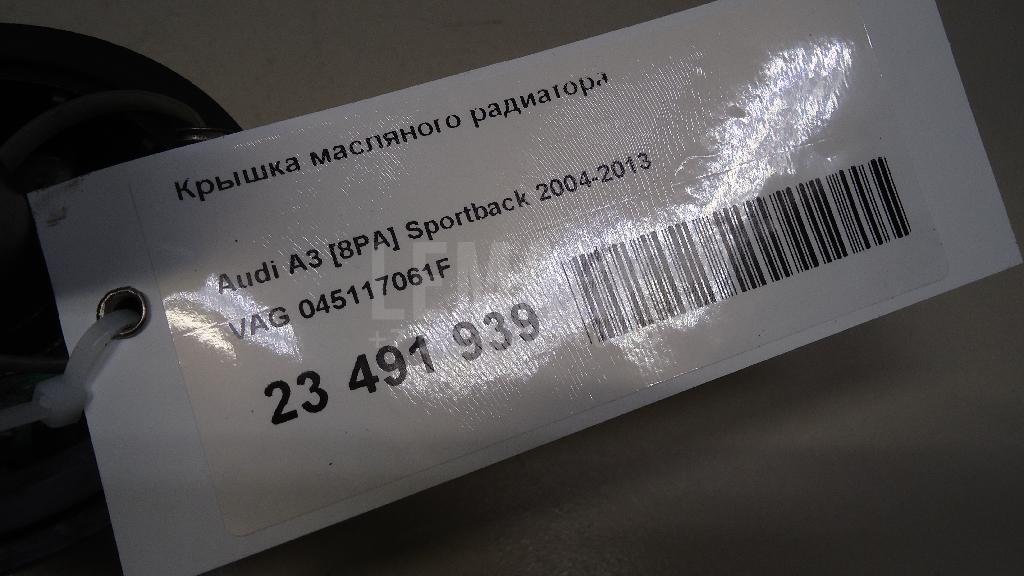 Крышка масляного радиатора
Audi A3 [8PA] Sportback 2004-2013
VAG 045117061F
23 491 939